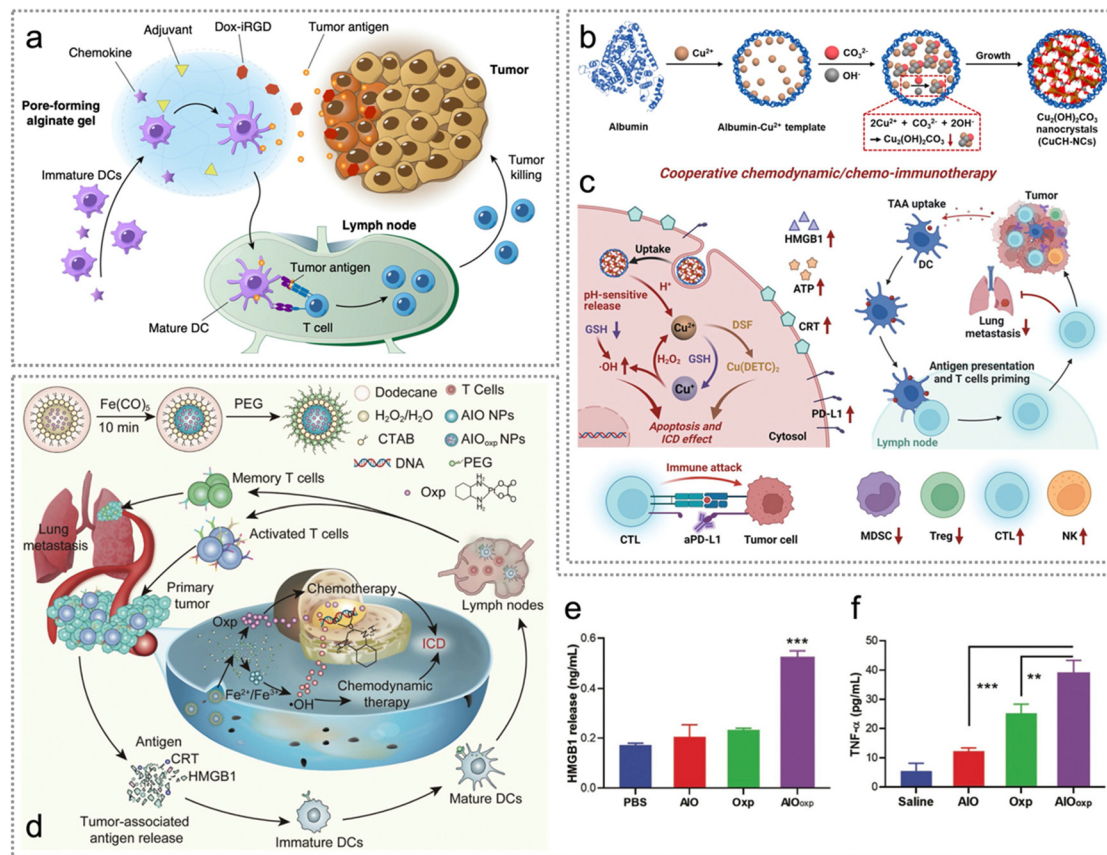 a
Adjuvant
Dox-iRGD
Tumor antigen
Chemokine
Tumor
Pore-forming
alginate gel
Immature DCs
Tumor
killing
Lymph node
Tumor antigen
Mature DC
T cell
b
Cu²⁺
CO₃²⁻
OH⁻
Growth
Albumin
Albumin-Cu²⁺ template
2Cu²⁺ + CO₃²⁻ + 2OH⁻
→ Cu₂(OH)₂CO₃ ↓
Cu₂(OH)₂CO₃
nanocrystals
(CuCH-NCs)
c
Cooperative chemodynamic/chemo-immunotherapy
Uptake
H⁺
pH-sensitive
release
GSH
·OH
H₂O₂
Cu²⁺
GSH
Cu⁺
DSF
Cu(DETC)₂
Apoptosis and
ICD effect
Cytosol
HMGB1
ATP
CRT
PD-L1
TAA uptake
DC
Tumor
Lung
metastasis
Antigen presentation
and T cells priming
Lymph node
Immune attack
CTL
aPD-L1
Tumor cell
MDSC
Treg
CTL
NK
d
Fe(CO)₅
10 min
PEG
Dodecane
H₂O₂/H₂O
CTAB
DNA
Oxp
T Cells
AIO NPs
AIOoxp NPs
PEG
H₂
N
O
O
Pt
N
H₂
O
O
Memory T cells
Lung
metastasis
Activated T cells
Primary
tumor
Lymph nodes
Chemotherapy
Oxp
ICD
Fe²⁺/Fe³⁺
·OH
Chemodynamic
therapy
Antigen
CRT
HMGB1
Tumor-associated
antigen release
Immature DCs
Mature DCs
e
HMGB1 release (ng/mL)
0.6
0.4
0.2
0.0
***
PBS
AIO
Oxp
AIOoxp
f
TNF-α (pg/mL)
50
40
30
20
10
0
***
**
Saline
AIO
Oxp
AIOoxp